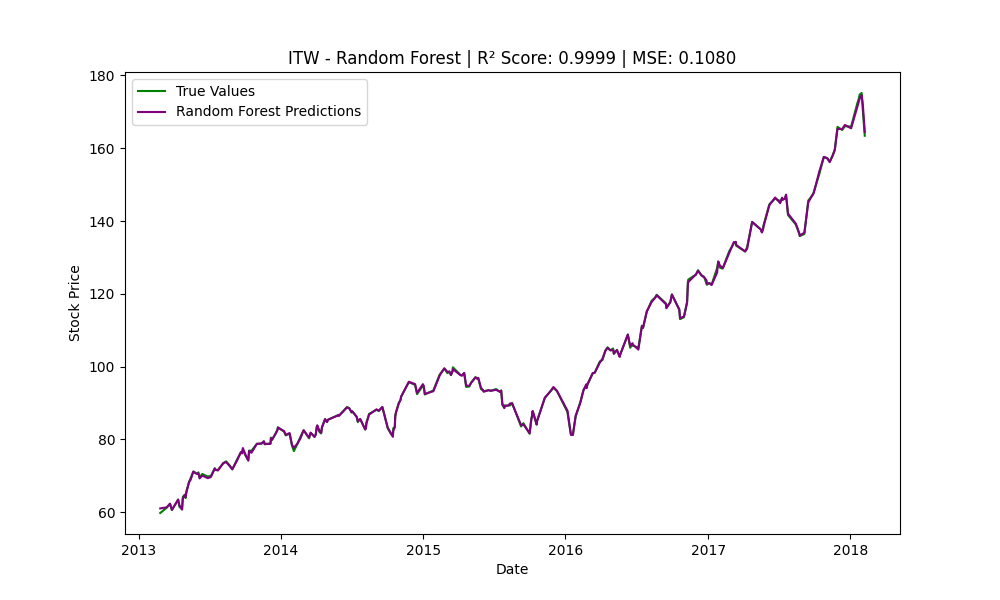 ITW - Random Forest | R² Score: 0.9999 | MSE: 0.1080
True Values
Random Forest Predictions
180
160
140
120
100
80
60
Stock Price
2013 2014 2015 2016 2017 2018
Date